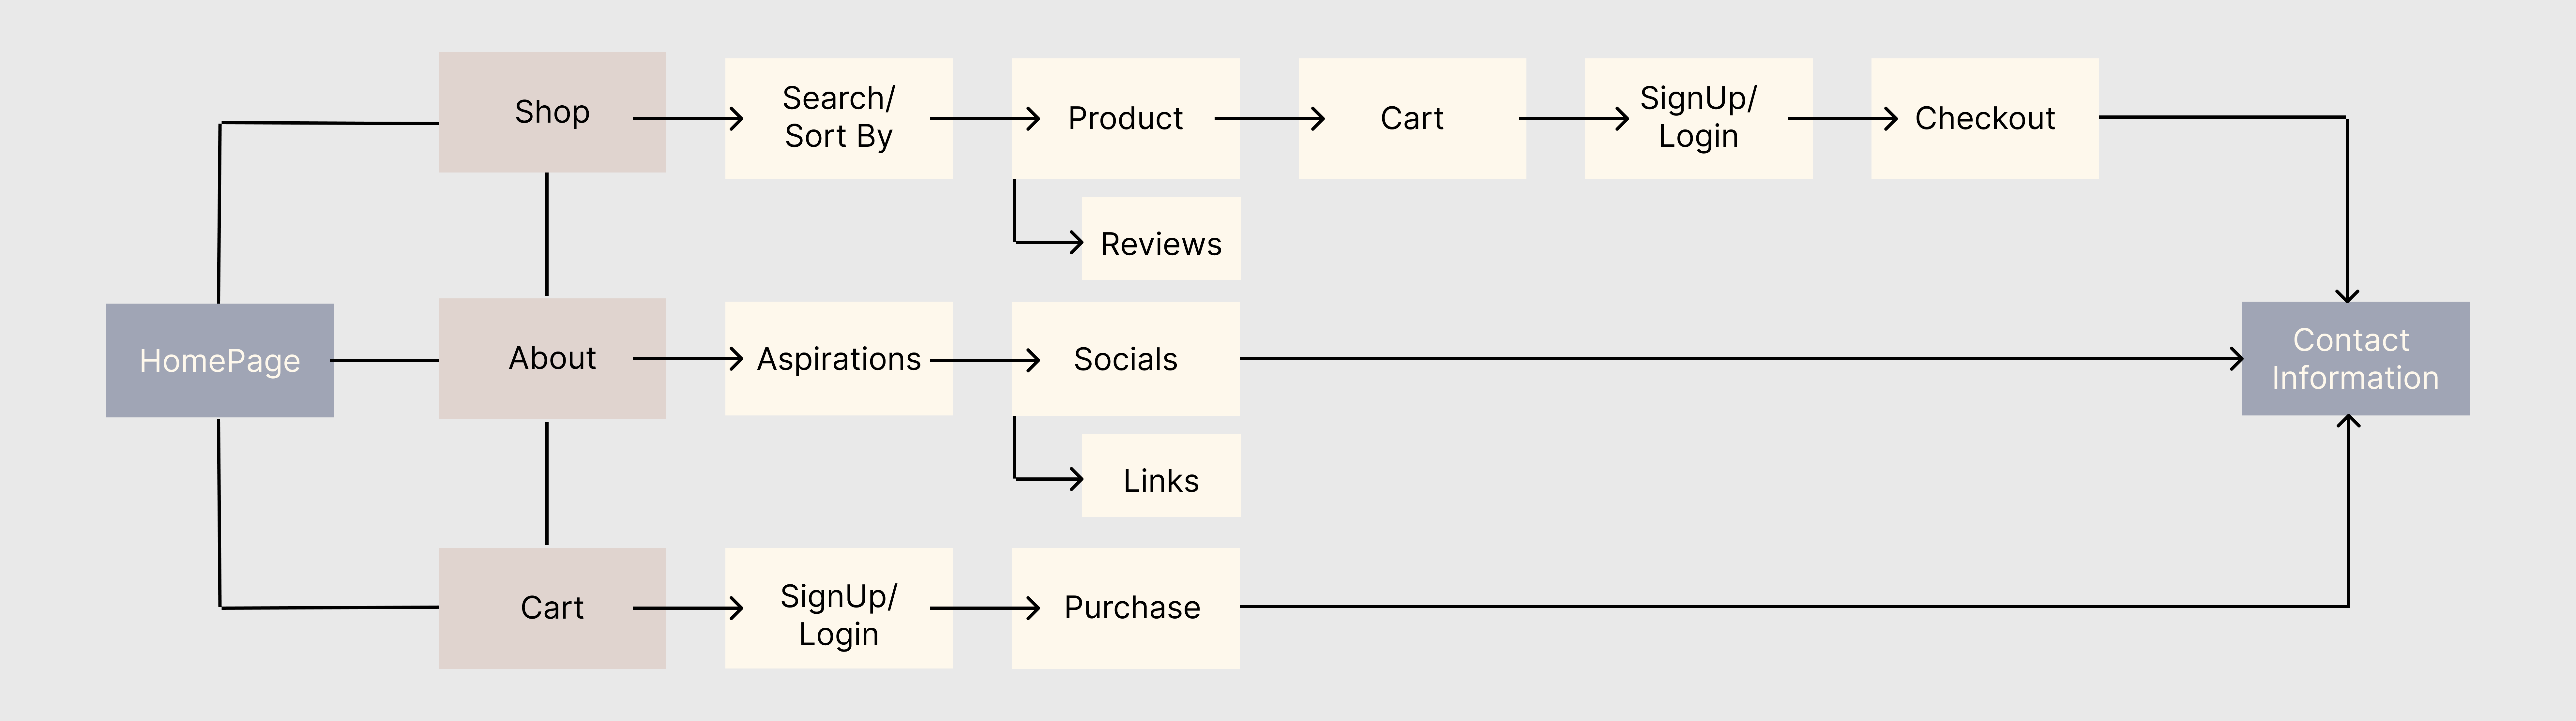 Shop
Search/
Sort By
Product
Cart
SignUp/
Login
Checkout
Reviews
HomePage
About
Aspirations
Socials
Contact
Information
Links
Cart
SignUp/
Login
Purchase